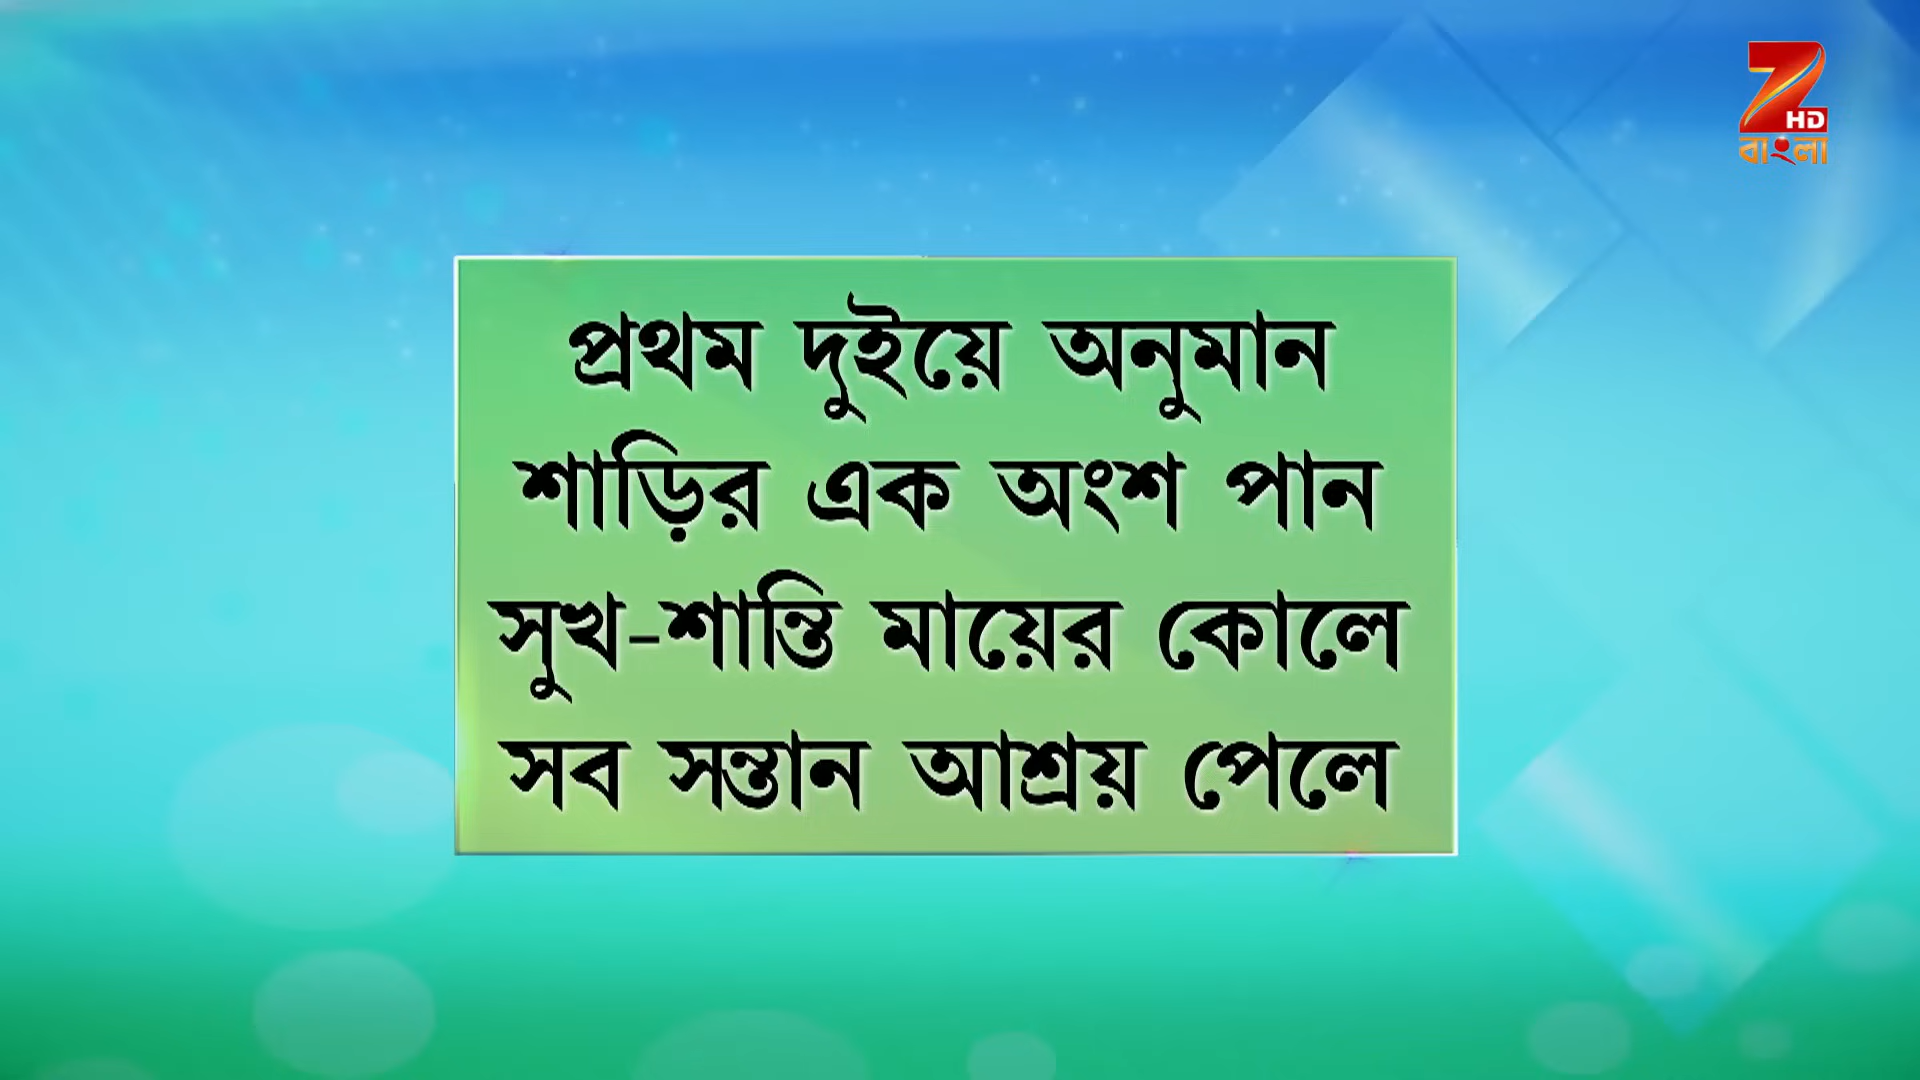 HD
বাংলা
প্রথম দুইয়ে অনুমান
শাড়ির এক অংশ পান
সুখ-শান্তি মায়ের কোলে
সব সন্তান আশ্রয় পেলে